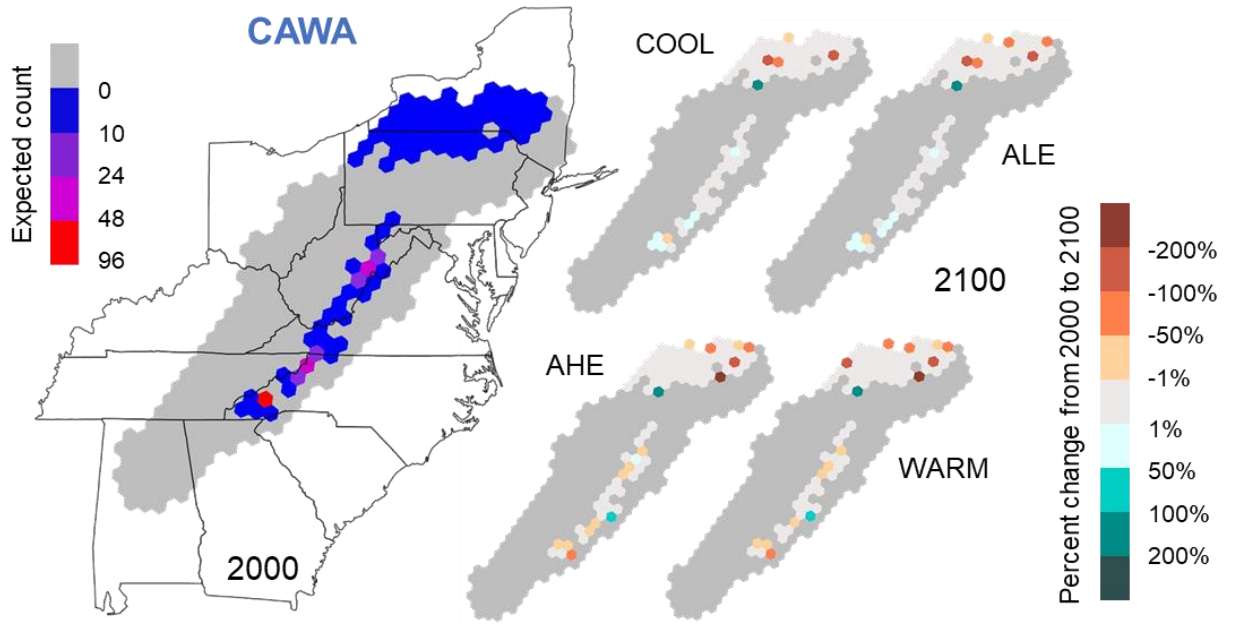 CAWA
Expected count
0
10
24
48
96
2000
COOL
ALE
2100
AHE
WARM
Percent change from 2000 to 2100
-200%
-100%
-50%
-1%
1%
50%
100%
200%